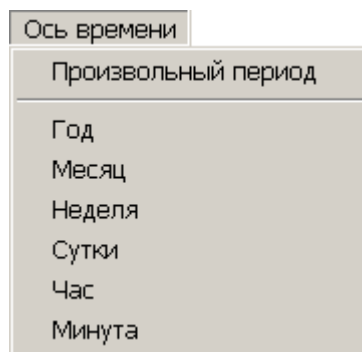 Ось времени
Произвольный период
Год
Месяц
Неделя
Сутки
Час
Минута